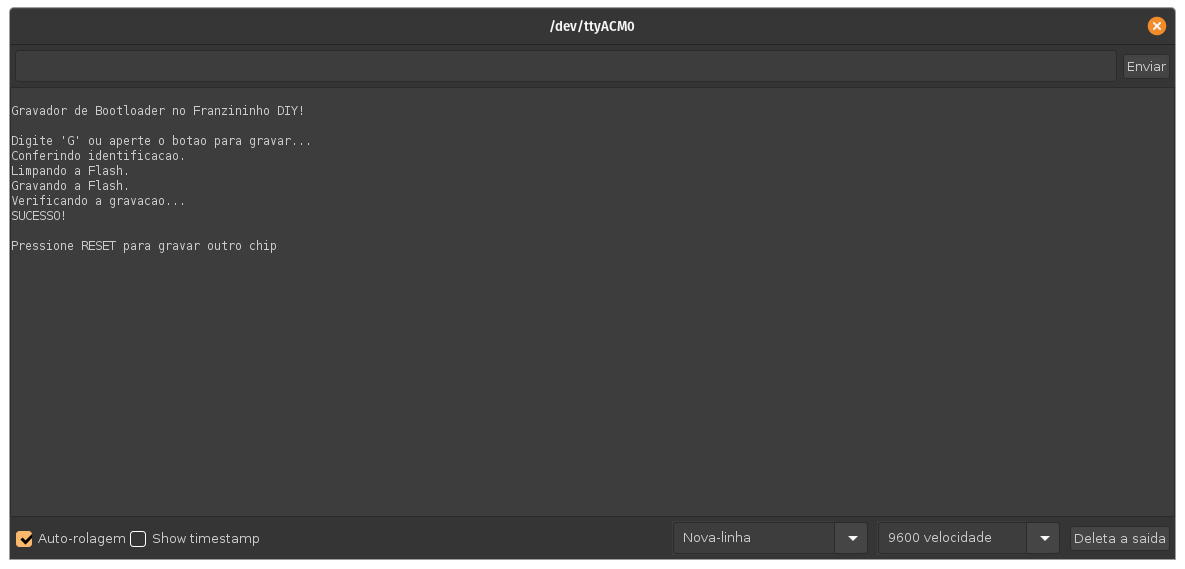 /dev/ttyACM0
Enviar
Gravador de Bootloader no Franzininho DIY!
Digite 'G' ou aperte o botao para gravar...
Conferindo identificacao.
Limpando a Flash.
Gravando a Flash.
Verificando a gravacao...
SUCESSO!
Pressione RESET para gravar outro chip
Auto-rolagem Show timestamp Nova-linha 9600 velocidade Deleta a saida